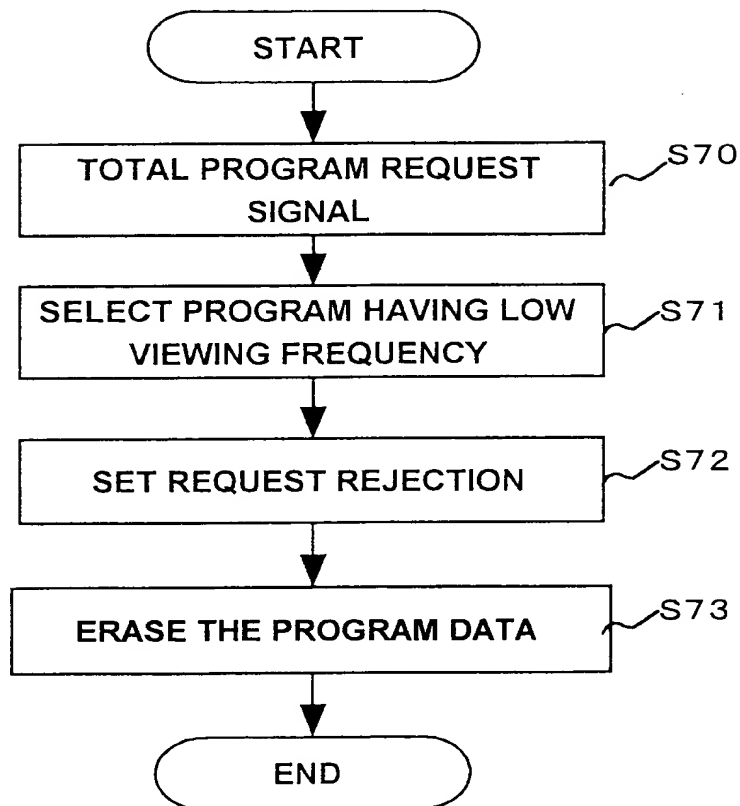 START
TOTAL PROGRAM REQUEST
SIGNAL
S70
SELECT PROGRAM HAVING LOW
VIEWING FREQUENCY
S71
SET REQUEST REJECTION
S72
ERASE THE PROGRAM DATA
S73
END